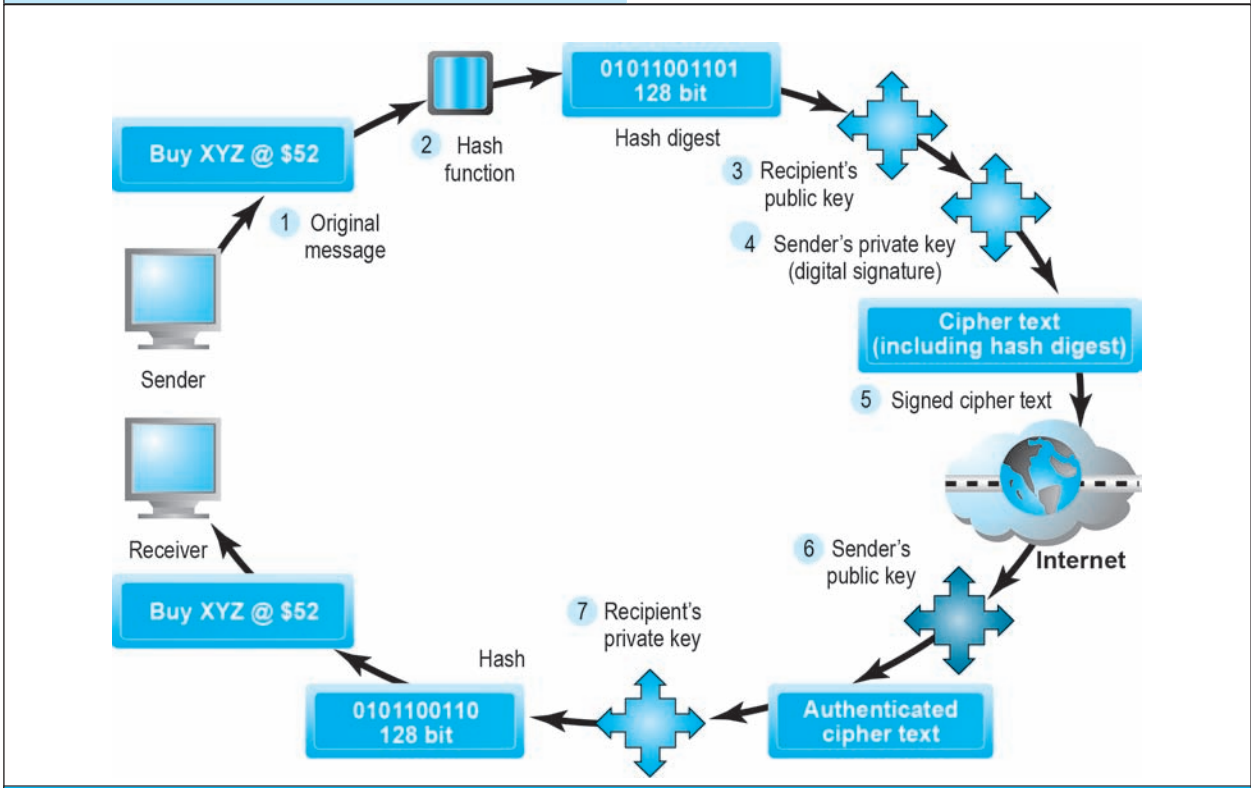 Buy XYZ @ $52
1 Original
message
Sender
2 Hash
function
01011001101
128 bit
Hash digest
3 Recipient's
public key
4 Sender's private key
(digital signature)
Cipher text
(including hash digest)
5 Signed cipher text
Internet
6 Sender's
public key
Authenticated
cipher text
7 Recipient's
private key
Hash
0101100110
128 bit
Buy XYZ @ $52
Receiver